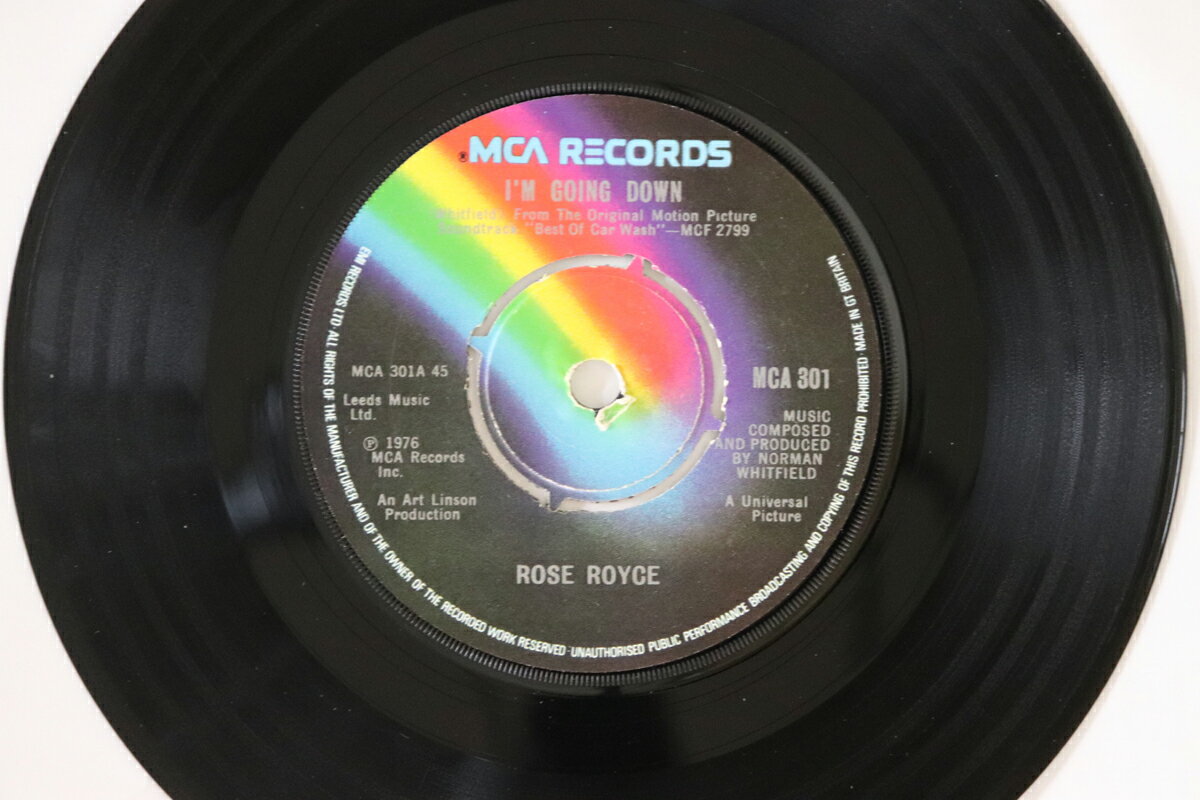 ®MCA RECORDS
I'M GOING DOWN
(Whitfield) From The Original Motion Picture
Soundtrack "Best Of Car Wash"—MCF 2799
MCA 301A 45
Leeds Music
Ltd.
Ⓟ 1976
MCA Records
Inc.
An Art Linson
Production
MCA 301
MUSIC
COMPOSED
AND PRODUCED
BY NORMAN
WHITFIELD
A Universal
Picture
ROSE ROYCE
EMI RECORDS LTD· ALL RIGHTS OF THE MANUFACTURER AND OF THE OWNER OF THE RECORDED WORK RESERVED·UNAUTHORISED PUBLIC PERFORMANCE BROADCASTING AND COPYING OF THIS RECORD PROHIBITED·MADE IN GT BRITAIN